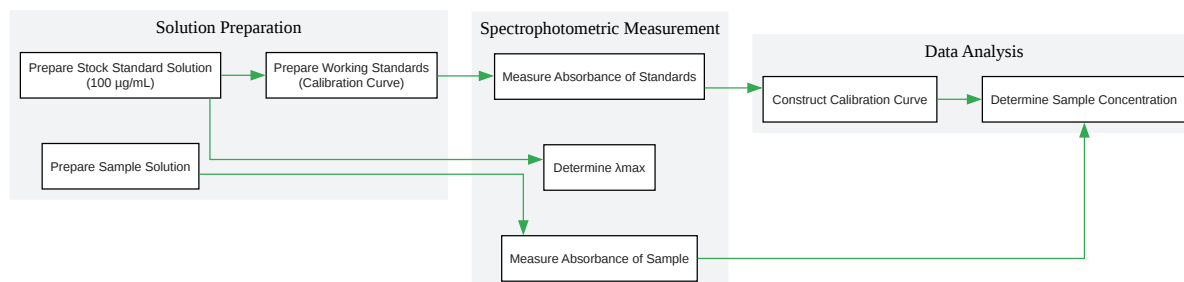 Solution Preparation
Prepare Stock Standard Solution
(100 µg/mL)
Prepare Working Standards
(Calibration Curve)
Prepare Sample Solution
Spectrophotometric Measurement
Measure Absorbance of Standards
Determine λmax
Measure Absorbance of Sample
Data Analysis
Construct Calibration Curve
Determine Sample Concentration